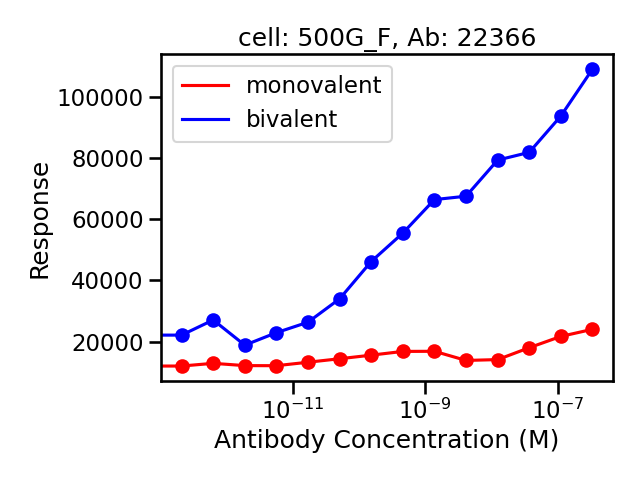 cell: 500G_F, Ab: 22366
monovalent
bivalent
Response
100000
80000
60000
40000
20000
10⁻¹¹
10⁻⁹
10⁻⁷
Antibody Concentration (M)